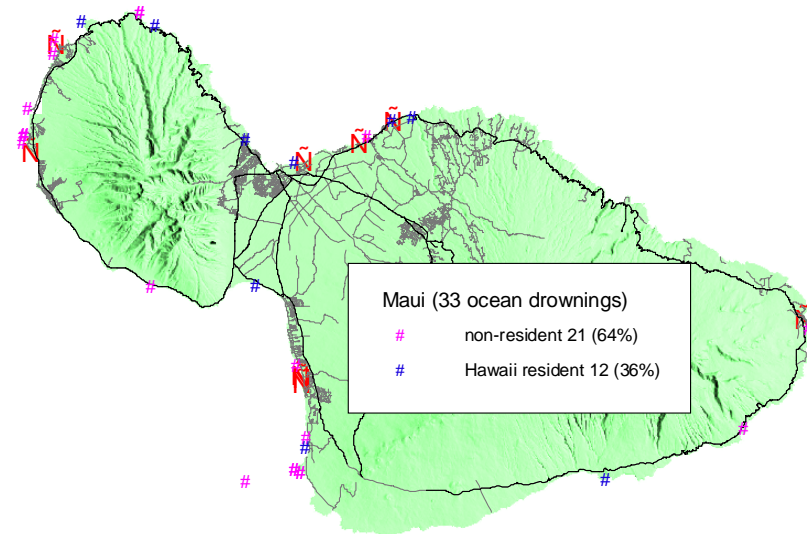 Maui (33 ocean drownings)
# non-resident 21 (64%)
# Hawaii resident 12 (36%)